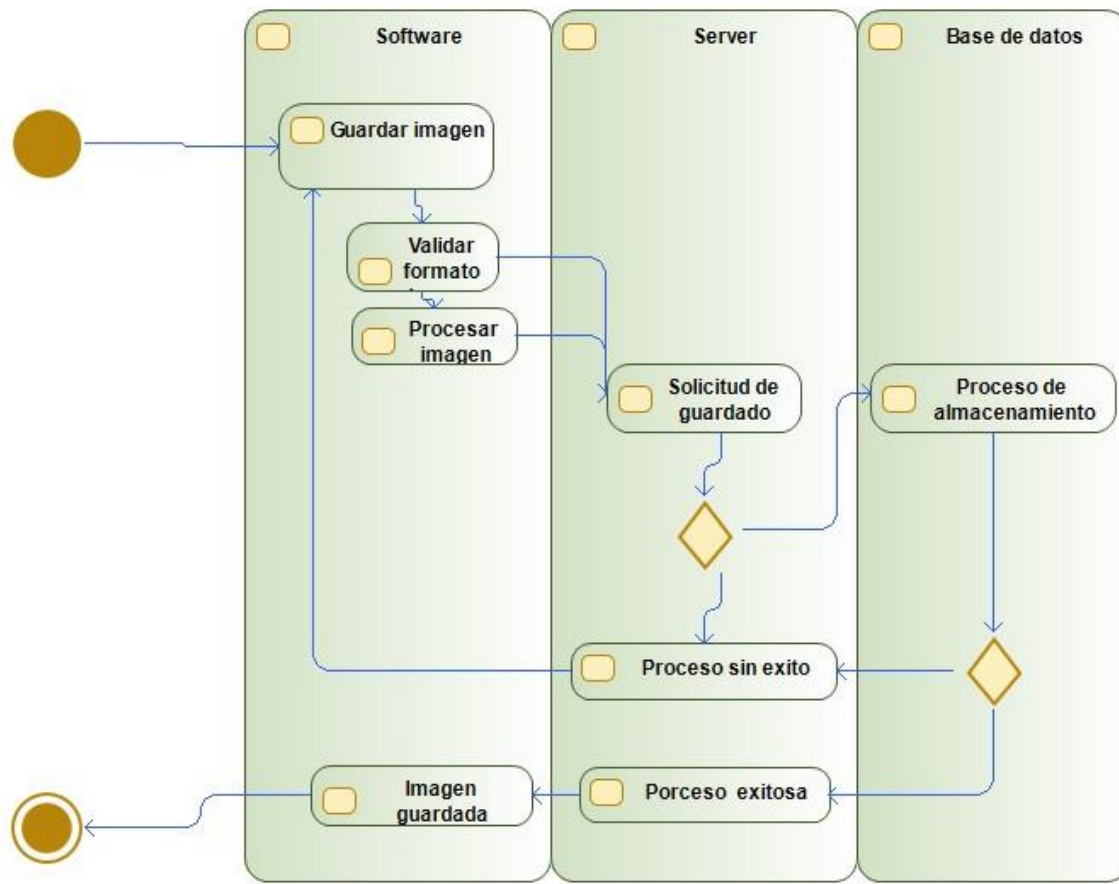 Software
Server
Base de datos
Guardar imagen
Validar
formato
Procesar
imagen
Solicitud de
guardado
Proceso de
almacenamiento
Proceso sin exito
Imagen
guardada
Porceso exitosa